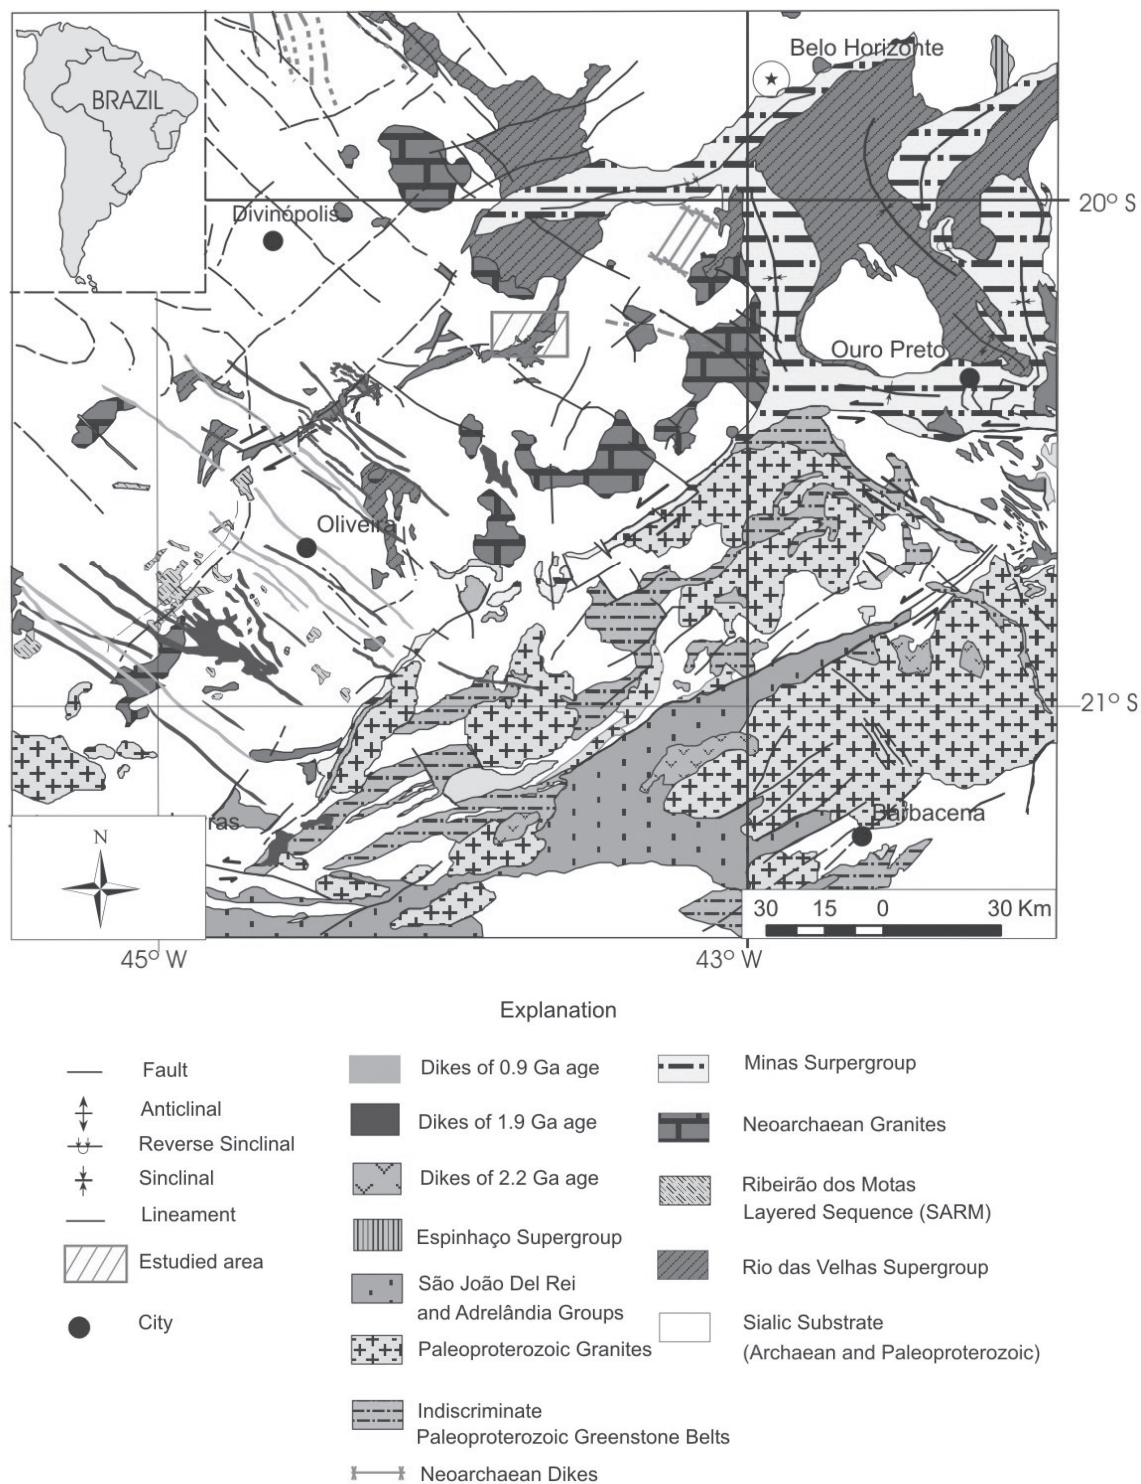 BRAZIL
Belo Horizonte
20° S
Divinópolis
Ouro Preto
Oliveira
21° S
ras
Barbacena
N
30 15 0 30 Km
45° W
43° W
Explanation
Fault
Anticlinal
Reverse Sinclinal
Sinclinal
Lineament
Estudied area
City
Dikes of 0.9 Ga age
Dikes of 1.9 Ga age
Dikes of 2.2 Ga age
Espinhaço Supergroup
São João Del Rei
and Adrelândia Groups
Paleoproterozoic Granites
Indiscriminate
Paleoproterozoic Greenstone Belts
Neoarchaean Dikes
Minas Surpergroup
Neoarchaean Granites
Ribeirão dos Motas
Layered Sequence (SARM)
Rio das Velhas Supergroup
Sialic Substrate
(Archaean and Paleoproterozoic)